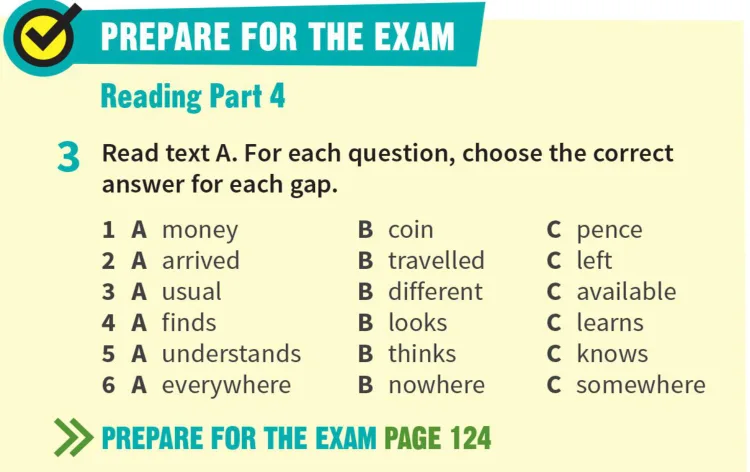 PREPARE FOR THE EXAM
Reading Part 4
3 Read text A. For each question, choose the correct
answer for each gap.
1 A money B coin C pence
2 A arrived B travelled C left
3 A usual B different C available
4 A finds B looks C learns
5 A understands B thinks C knows
6 A everywhere B nowhere C somewhere
PREPARE FOR THE EXAM PAGE 124